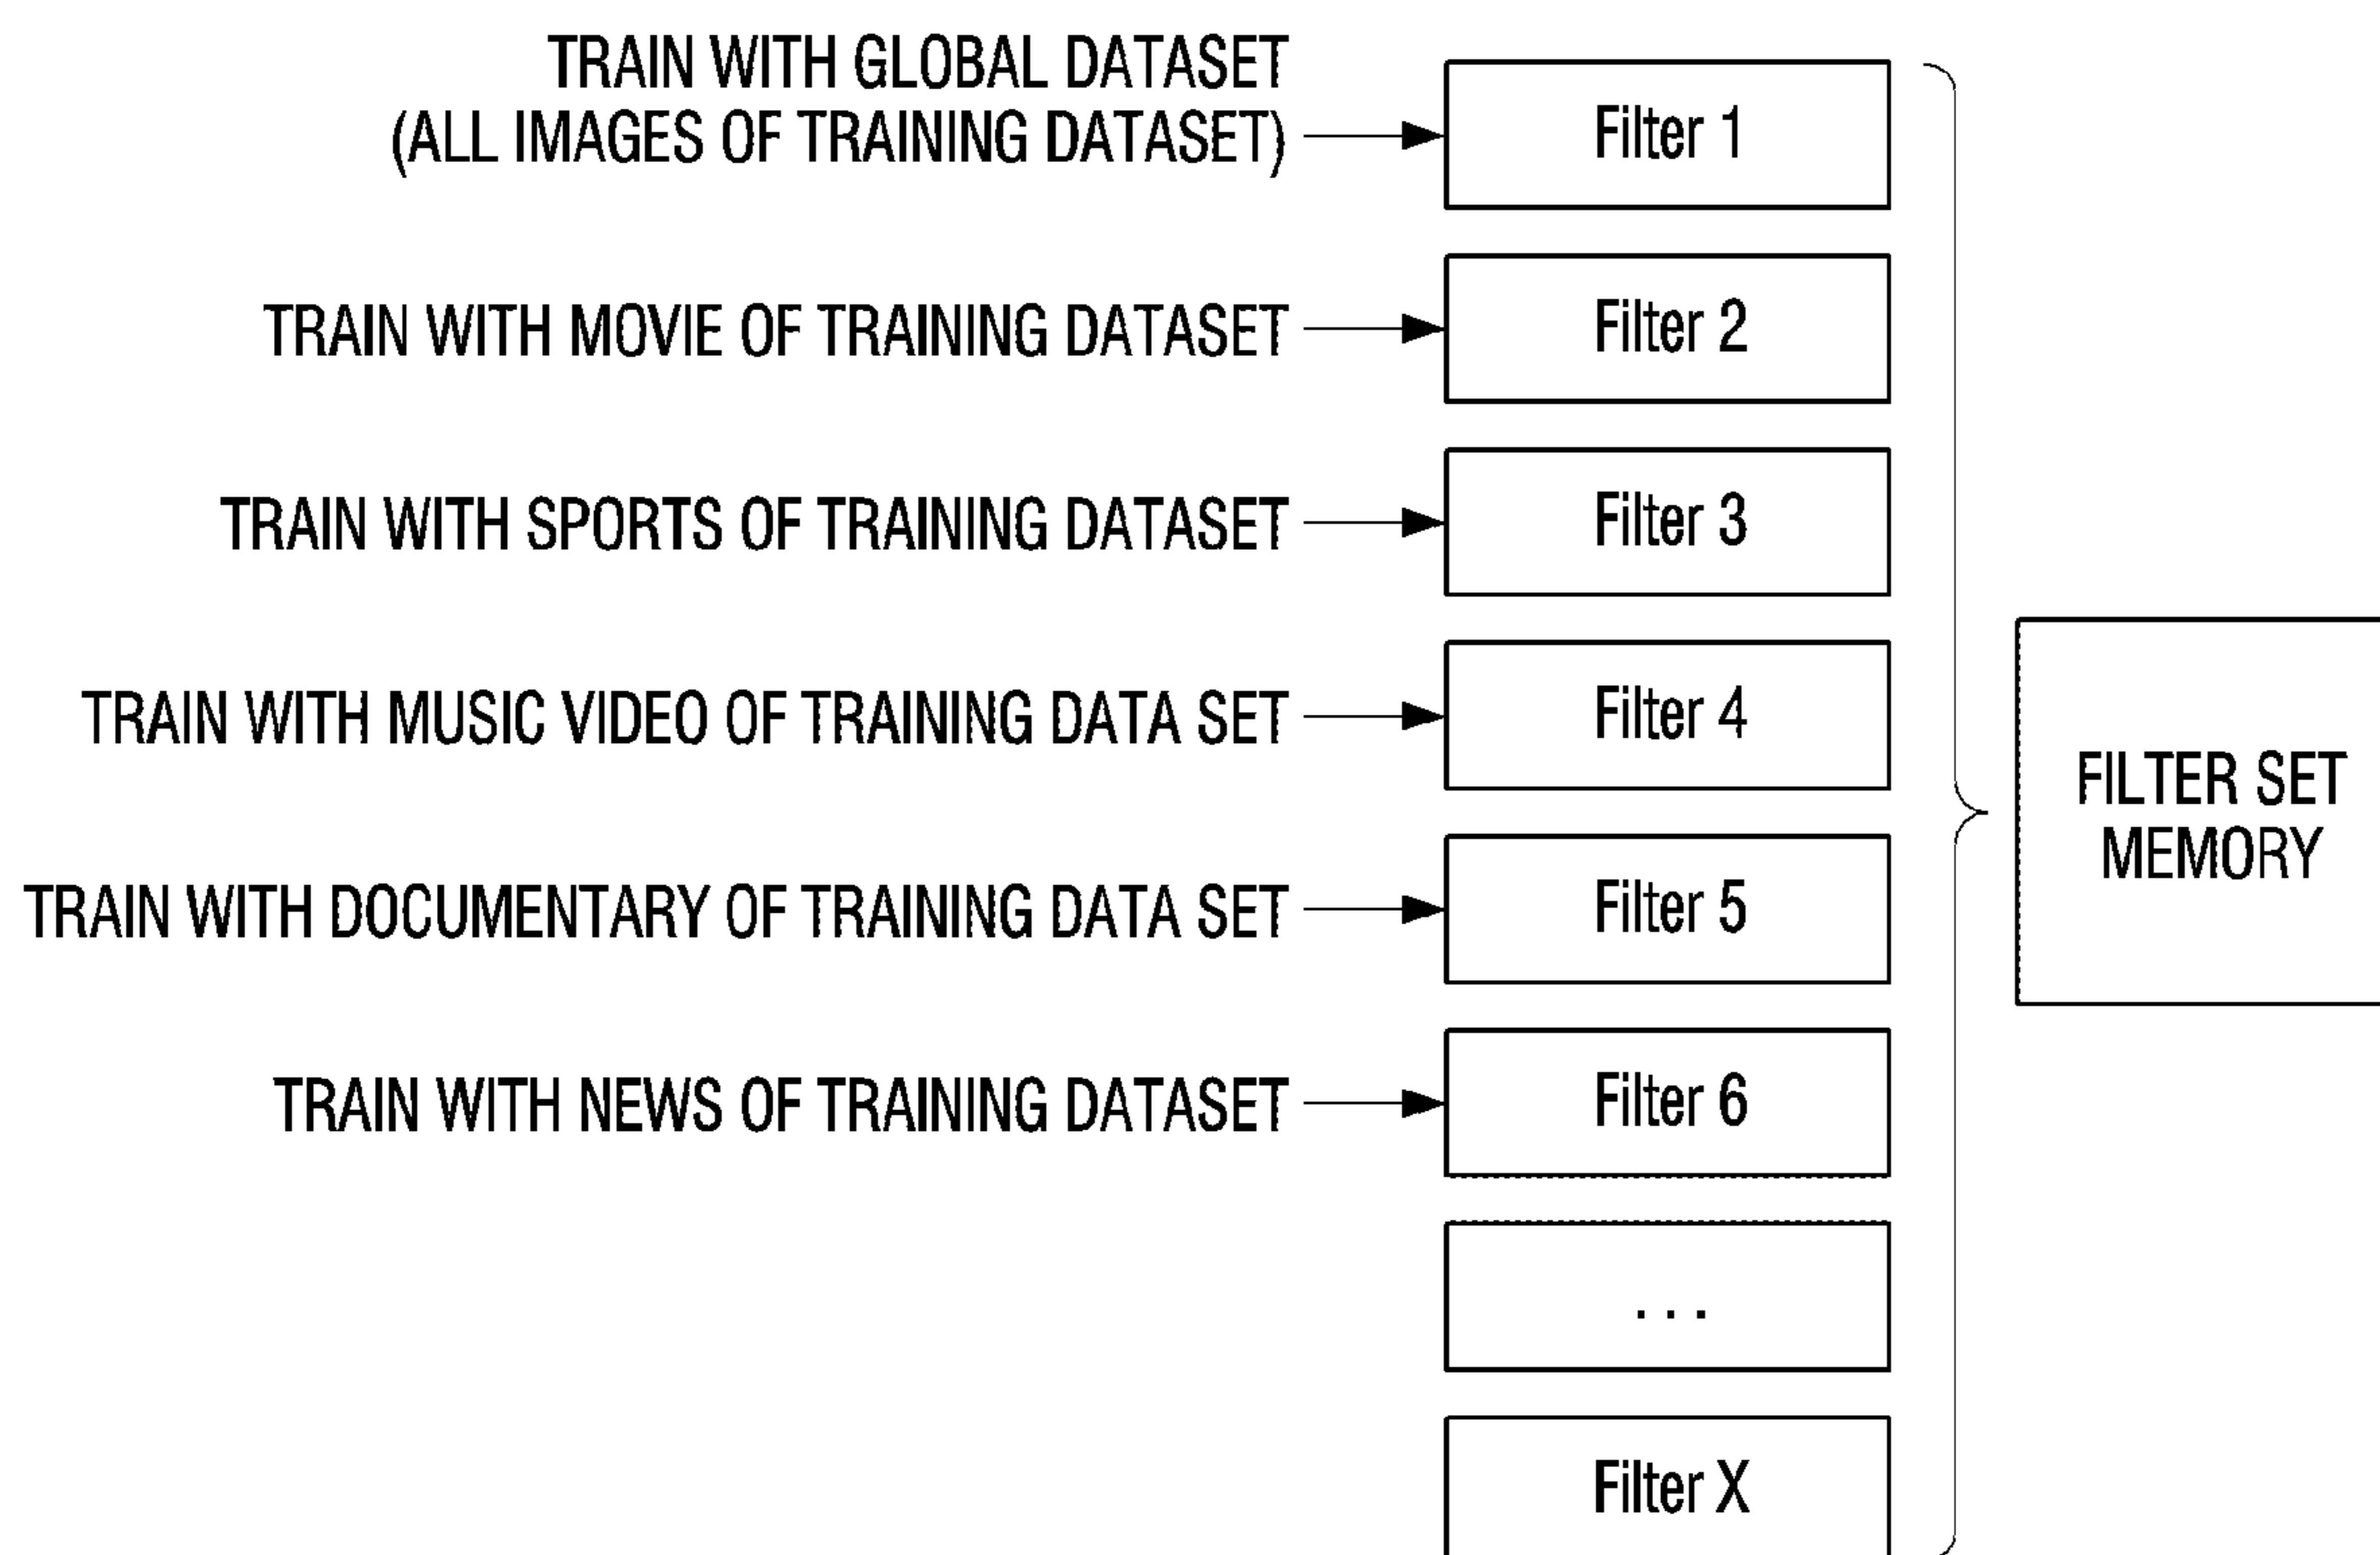 TRAIN WITH GLOBAL DATASET
(ALL IMAGES OF TRAINING DATASET)
Filter 1
TRAIN WITH MOVIE OF TRAINING DATASET
Filter 2
TRAIN WITH SPORTS OF TRAINING DATASET
Filter 3
TRAIN WITH MUSIC VIDEO OF TRAINING DATA SET
Filter 4
FILTER SET
MEMORY
TRAIN WITH DOCUMENTARY OF TRAINING DATA SET
Filter 5
TRAIN WITH NEWS OF TRAINING DATASET
Filter 6
...
Filter X